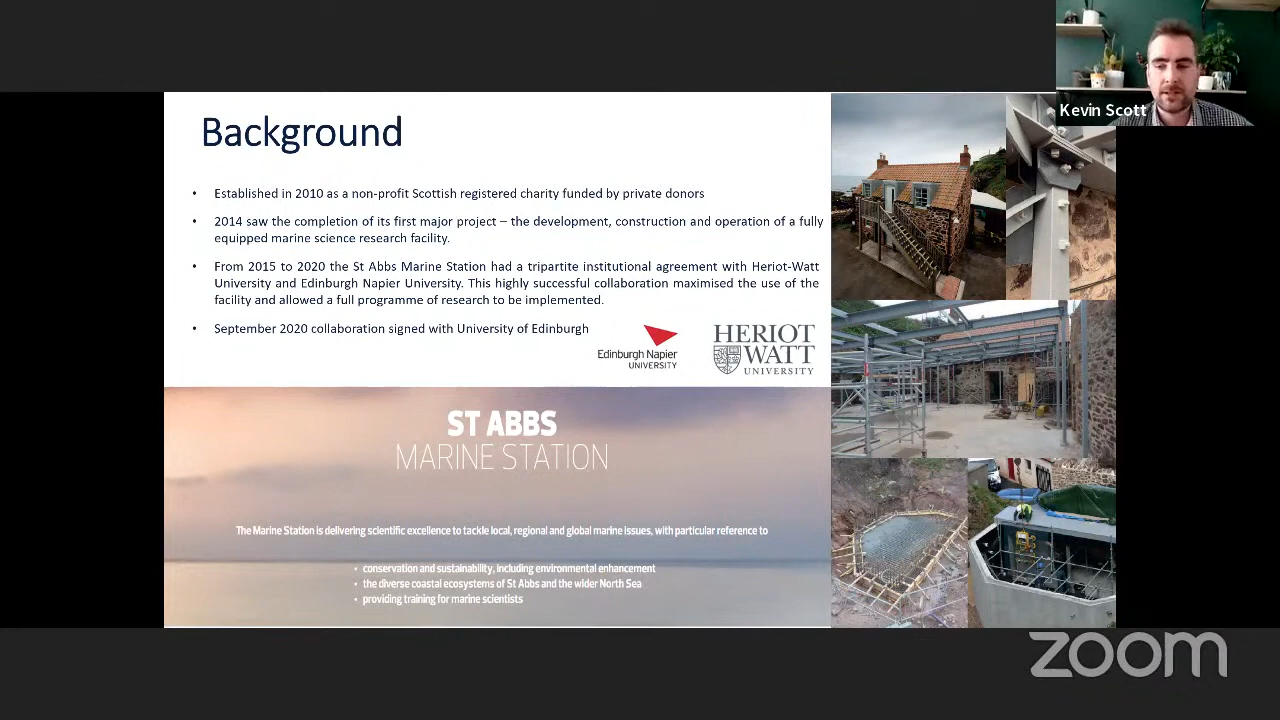 Kevin Scott
Background
• Established in 2010 as a non-profit Scottish registered charity funded by private donors
• 2014 saw the completion of its first major project – the development, construction and operation of a fully
equipped marine science research facility.
• From 2015 to 2020 the St Abbs Marine Station had a tripartite institutional agreement with Heriot-Watt
University and Edinburgh Napier University. This highly successful collaboration maximised the use of the
facility and allowed a full programme of research to be implemented.
• September 2020 collaboration signed with University of Edinburgh
Edinburgh Napier
UNIVERSITY
HERIOT
WATT
UNIVERSITY
ST ABBS
MARINE STATION
The Marine Station is delivering scientific excellence to tackle local, regional and global marine issues, with particular reference to
• conservation and sustainability, including environmental enhancement
• the diverse coastal ecosystems of St Abbs and the wider North Sea
• providing training for marine scientists
zoom